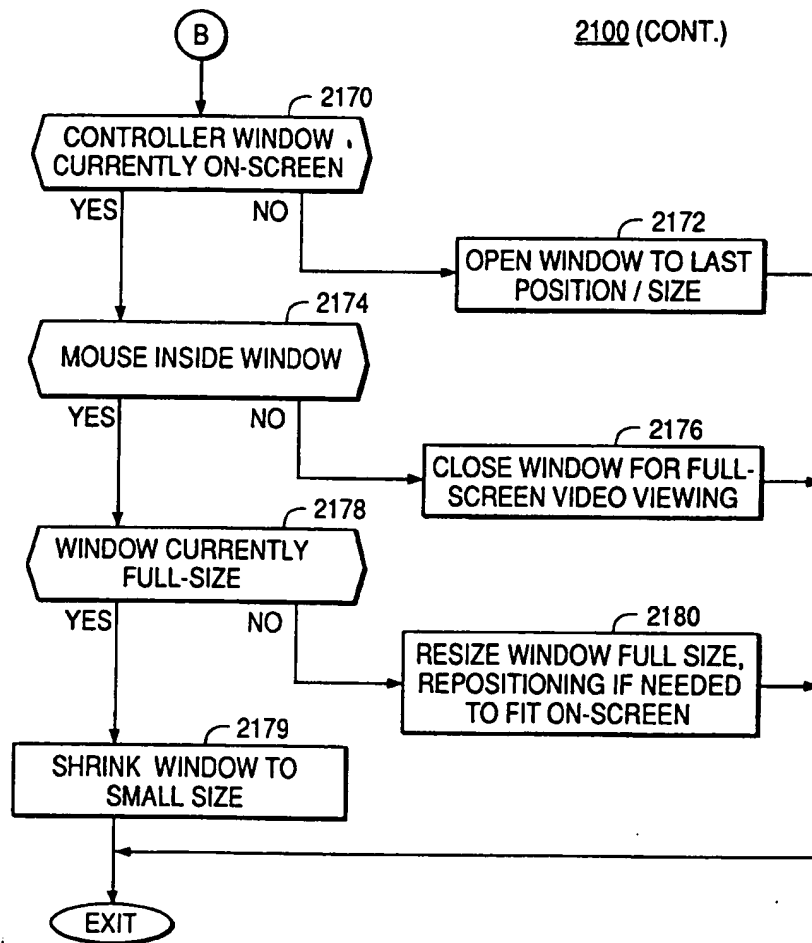 B
2100 (CONT.)
2170
CONTROLLER WINDOW
CURRENTLY ON-SCREEN
YES
NO
2172
OPEN WINDOW TO LAST
POSITION / SIZE
2174
MOUSE INSIDE WINDOW
YES
NO
2176
CLOSE WINDOW FOR FULL-
SCREEN VIDEO VIEWING
2178
WINDOW CURRENTLY
FULL-SIZE
YES
NO
2180
RESIZE WINDOW FULL SIZE,
REPOSITIONING IF NEEDED
TO FIT ON-SCREEN
2179
SHRINK WINDOW TO
SMALL SIZE
EXIT